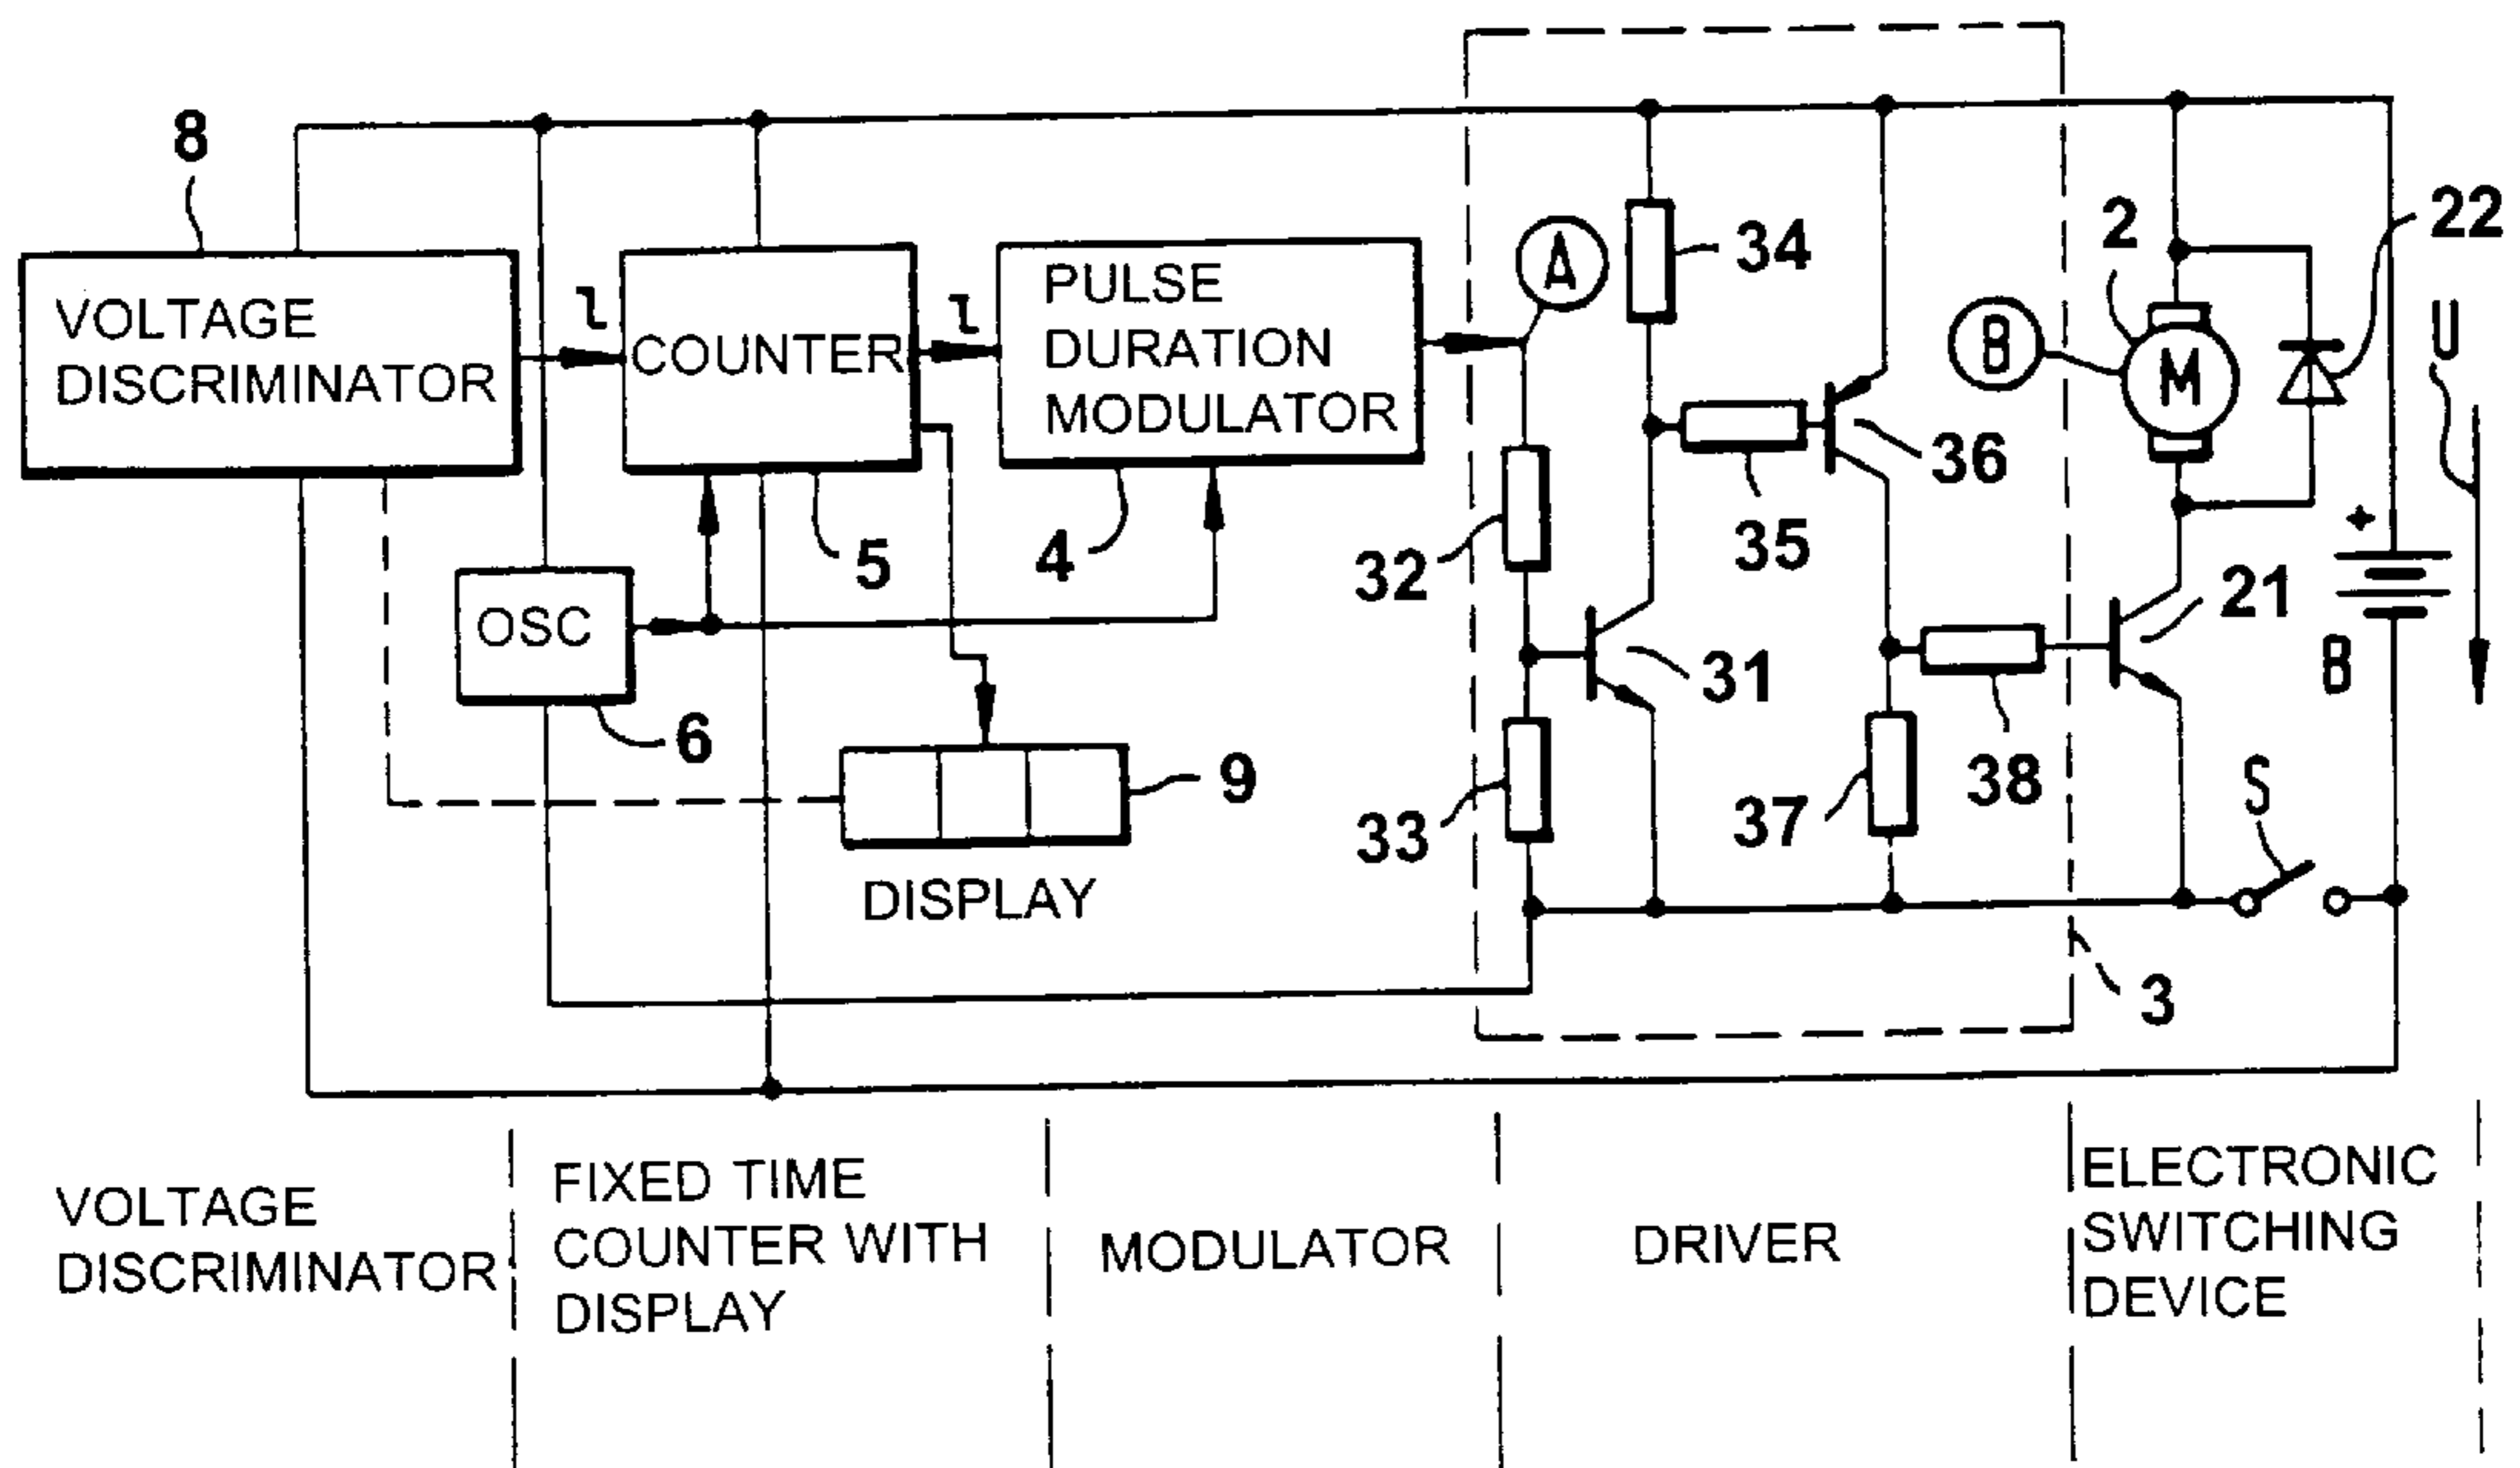 8
VOLTAGE
DISCRIMINATOR
COUNTER
PULSE
DURATION
MODULATOR
A
34
B
2
22
U
M
36
35
32
5
4
OSC
6
31
38
21
+
B
9
33
37
S
3
DISPLAY
VOLTAGE
DISCRIMINATOR
FIXED TIME
COUNTER WITH
DISPLAY
MODULATOR
DRIVER
ELECTRONIC
SWITCHING
DEVICE